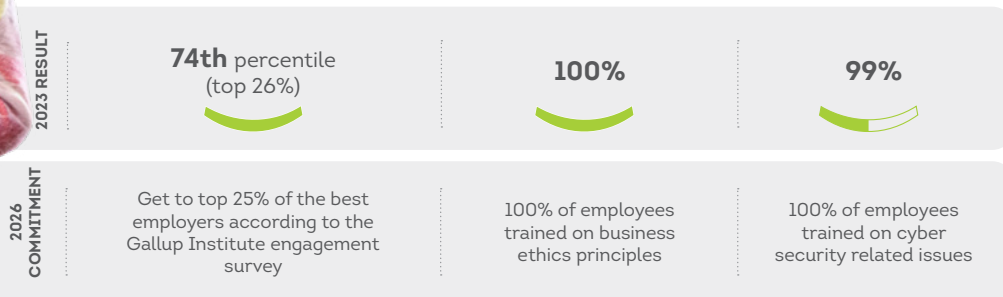 2023 RESULT
74th percentile
(top 26%)
100%
99%
2026
COMMITMENT
Get to top 25% of the best
employers according to the
Gallup Institute engagement
survey
100% of employees
trained on business
ethics principles
100% of employees
trained on cyber
security related issues